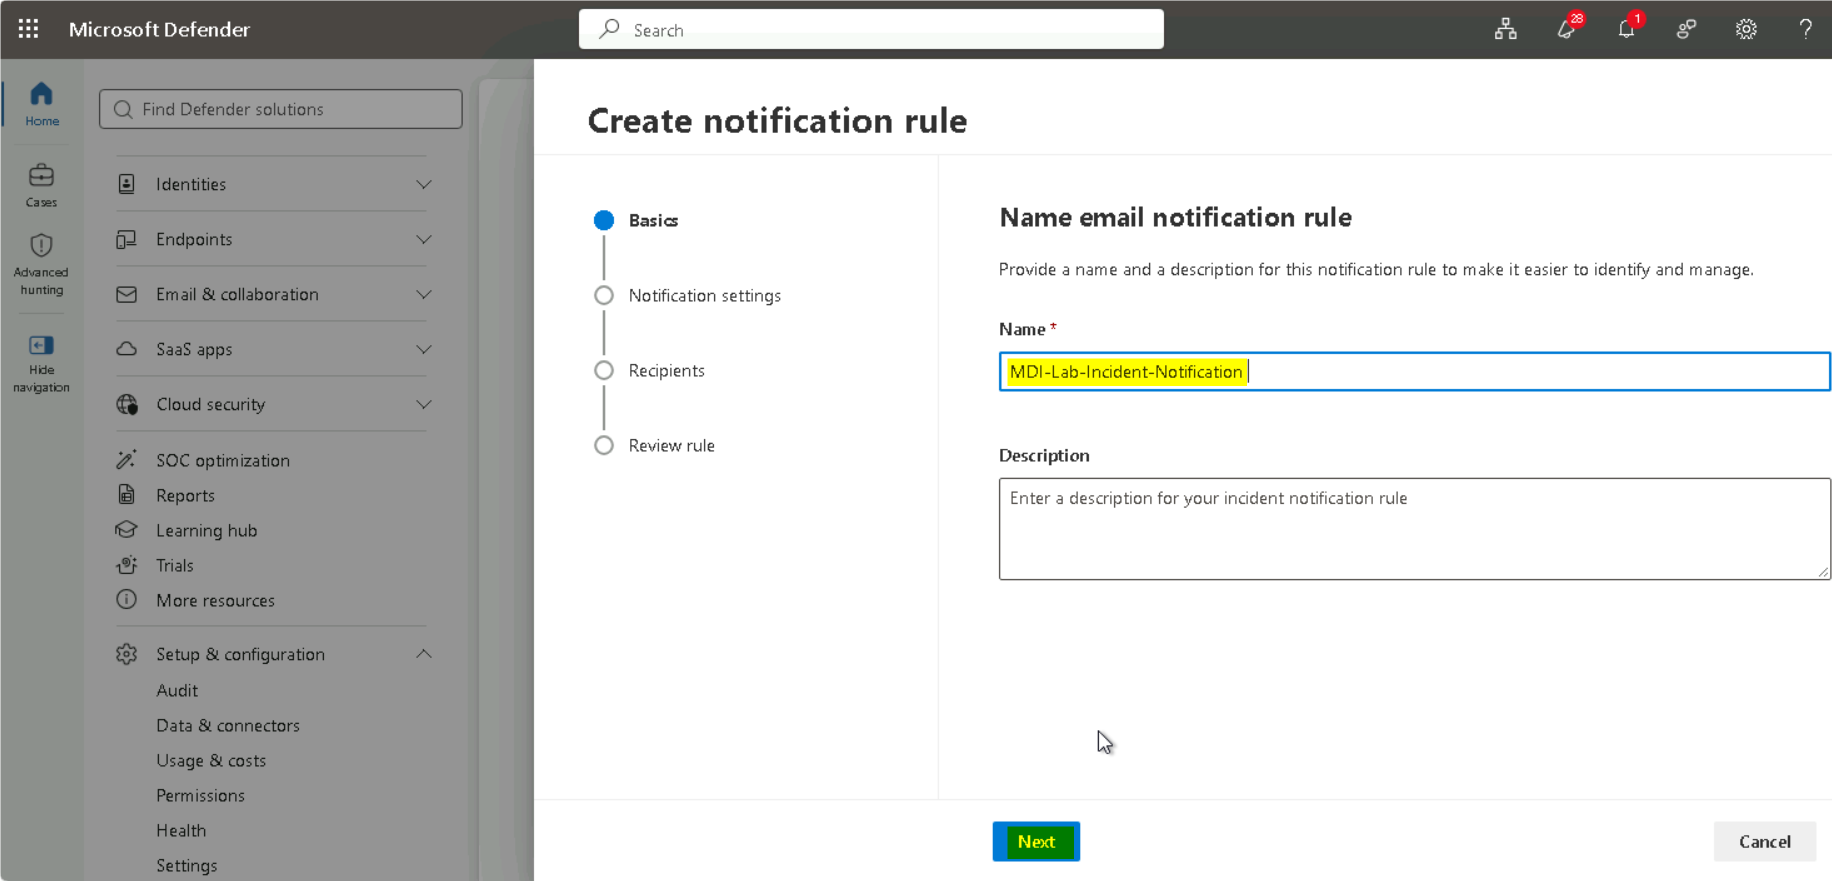 Microsoft Defender
Search
28
1
Home
Cases
Advanced
hunting
Hide
navigation
Find Defender solutions
Identities
Endpoints
Email & collaboration
SaaS apps
Cloud security
SOC optimization
Reports
Learning hub
Trials
More resources
Setup & configuration
Audit
Data & connectors
Usage & costs
Permissions
Health
Settings
Create notification rule
Basics
Notification settings
Recipients
Review rule
Name email notification rule
Provide a name and a description for this notification rule to make it easier to identify and manage.
Name *
MDI-Lab-Incident-Notification
Description
Enter a description for your incident notification rule
Next
Cancel